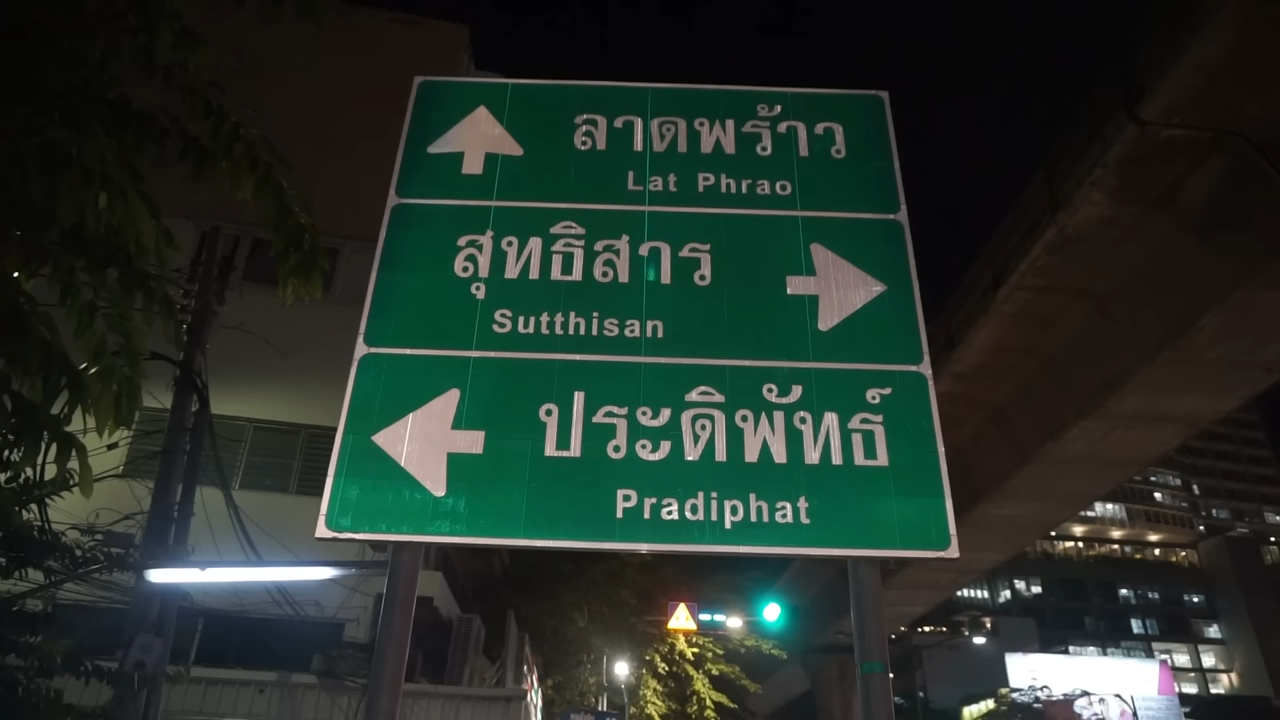 ลาดพร้าว
Lat Phrao
สุทธิสาร
Sutthisan
ประดิพัทธ์
Pradiphat